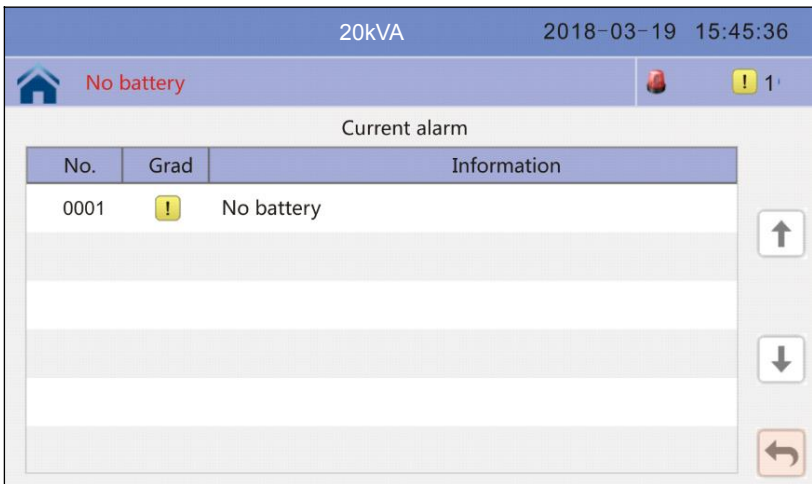 20kVA 2018-03-19 15:45:36
No battery ! 1
Current alarm
No. Grad Information
0001 ! No battery